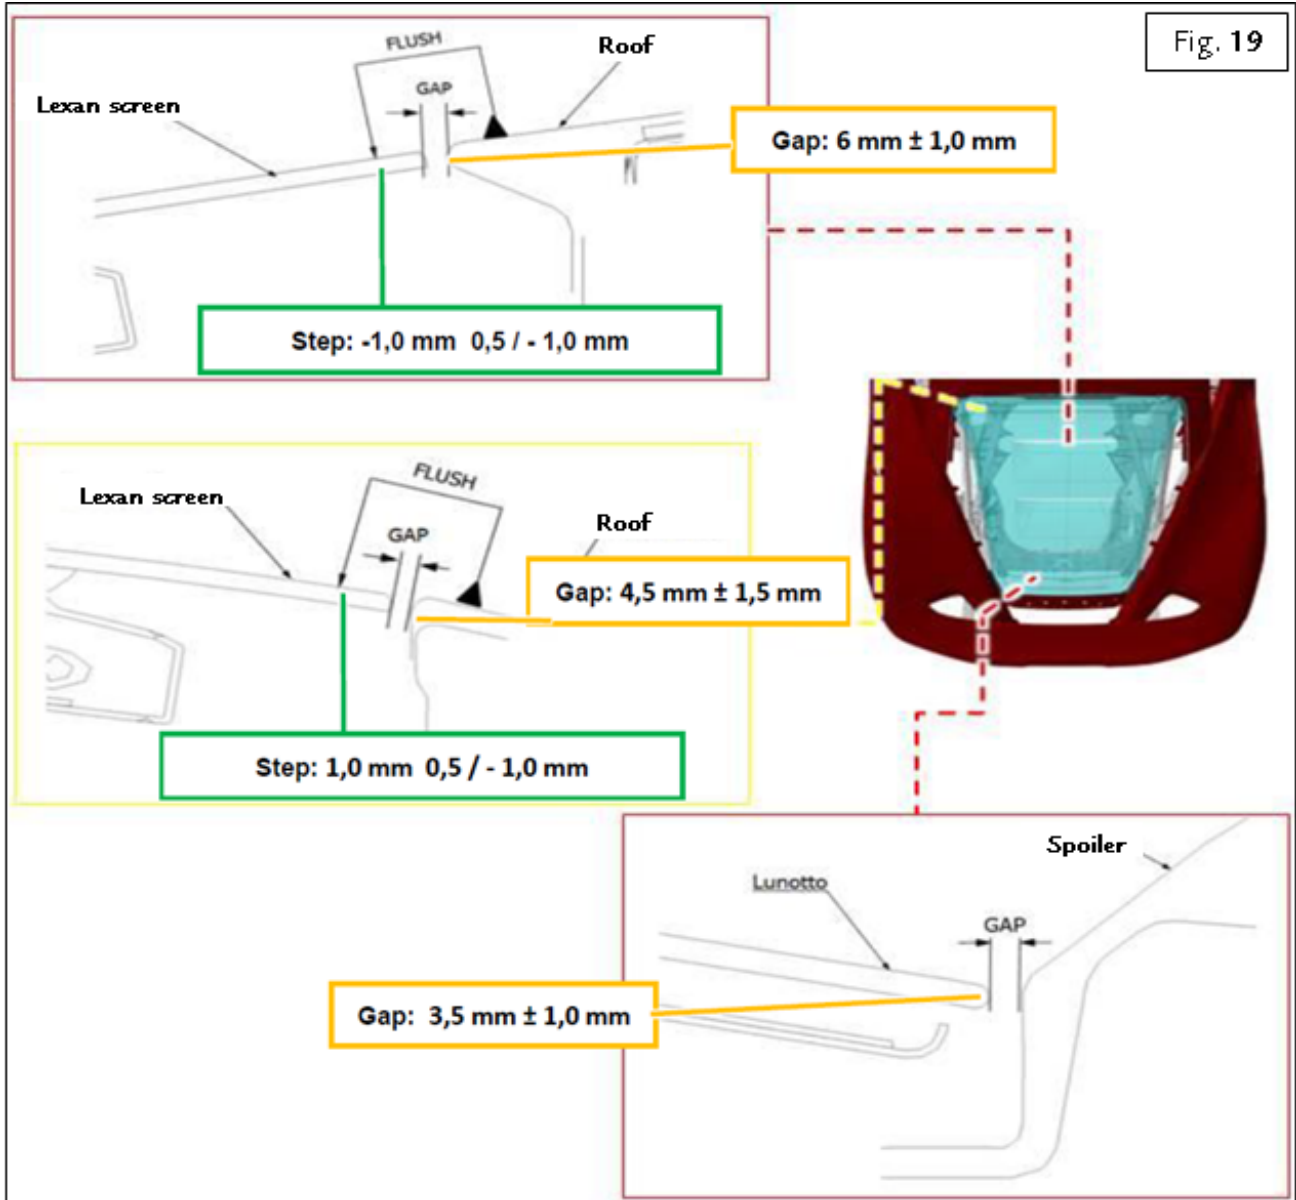 Fig. 19
FLUSH
Roof
GAP
Lexan screen
Gap: 6 mm ± 1,0 mm
Step: -1,0 mm 0,5 / - 1,0 mm
FLUSH
Lexan screen
Roof
GAP
Gap: 4,5 mm ± 1,5 mm
Step: 1,0 mm 0,5 / - 1,0 mm
Spoiler
Lunotto
GAP
Gap: 3,5 mm ± 1,0 mm